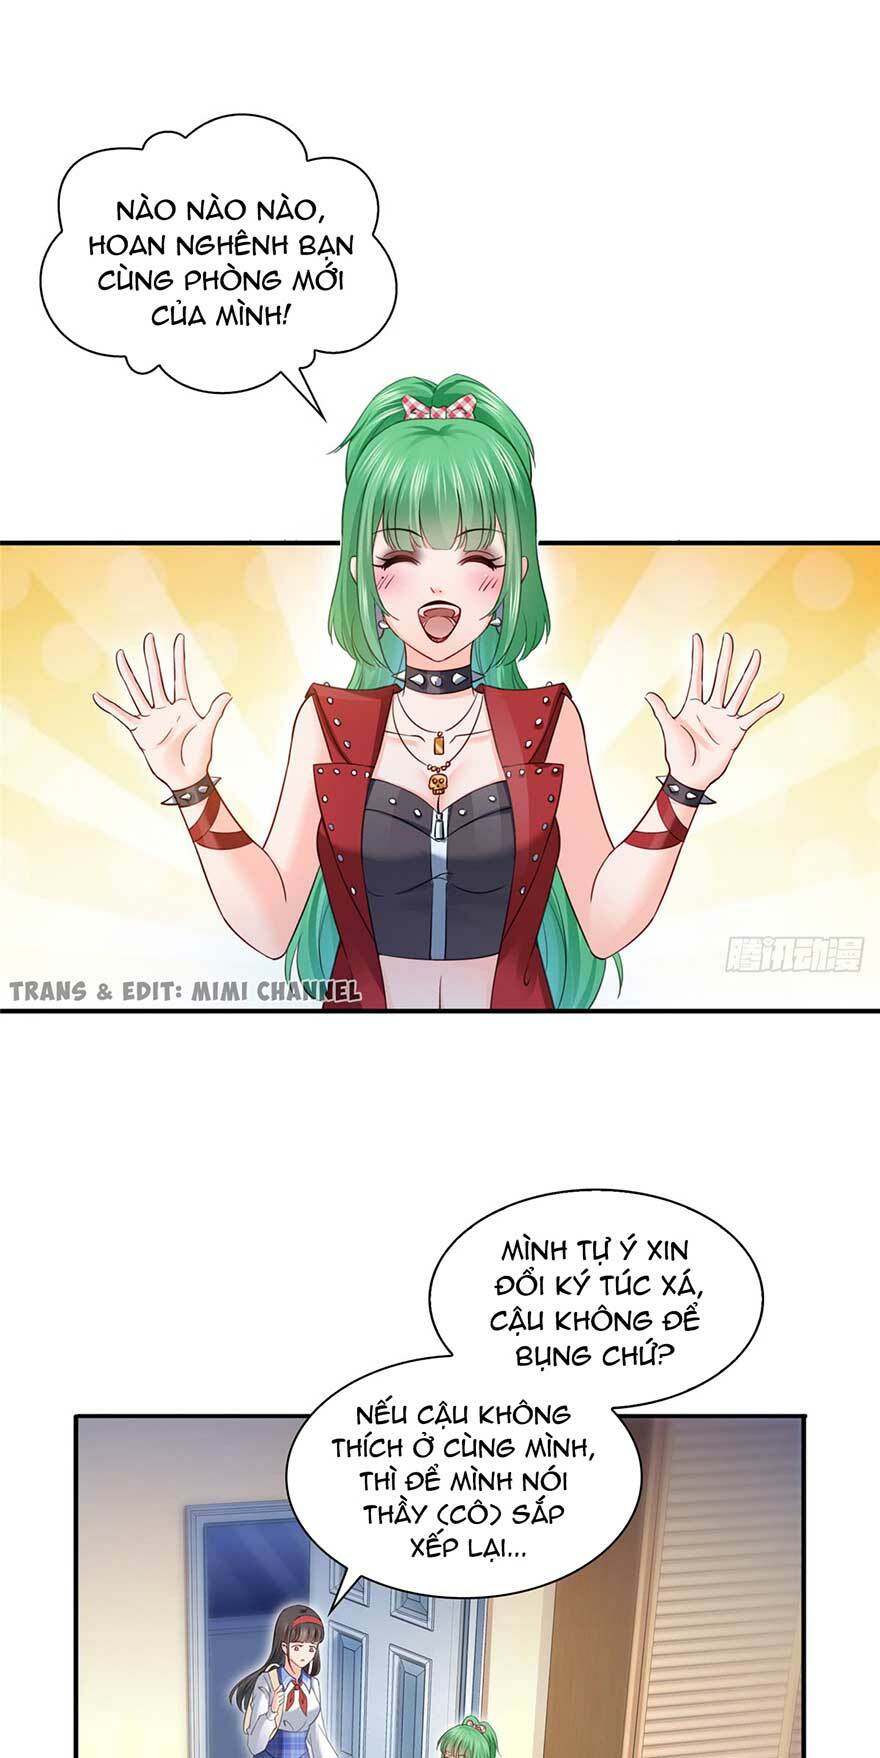 NÀO NÀO NÀO,
HOAN NGHÊNH BẠN
CÙNG PHÒNG MỚI
CỦA MÌNH!
腾讯动漫
TRANS & EDIT: MIMI CHANNEL
MÌNH TỰ Ý XIN
ĐỔI KÝ TÚC XÁ,
CẬU KHÔNG ĐỂ
BỤNG CHỨ?
NẾU CẬU KHÔNG
THÍCH Ở CÙNG MÌNH,
THÌ ĐỂ MÌNH NÓI
THẦY (CÔ) SẮP
XẾP LẠI...